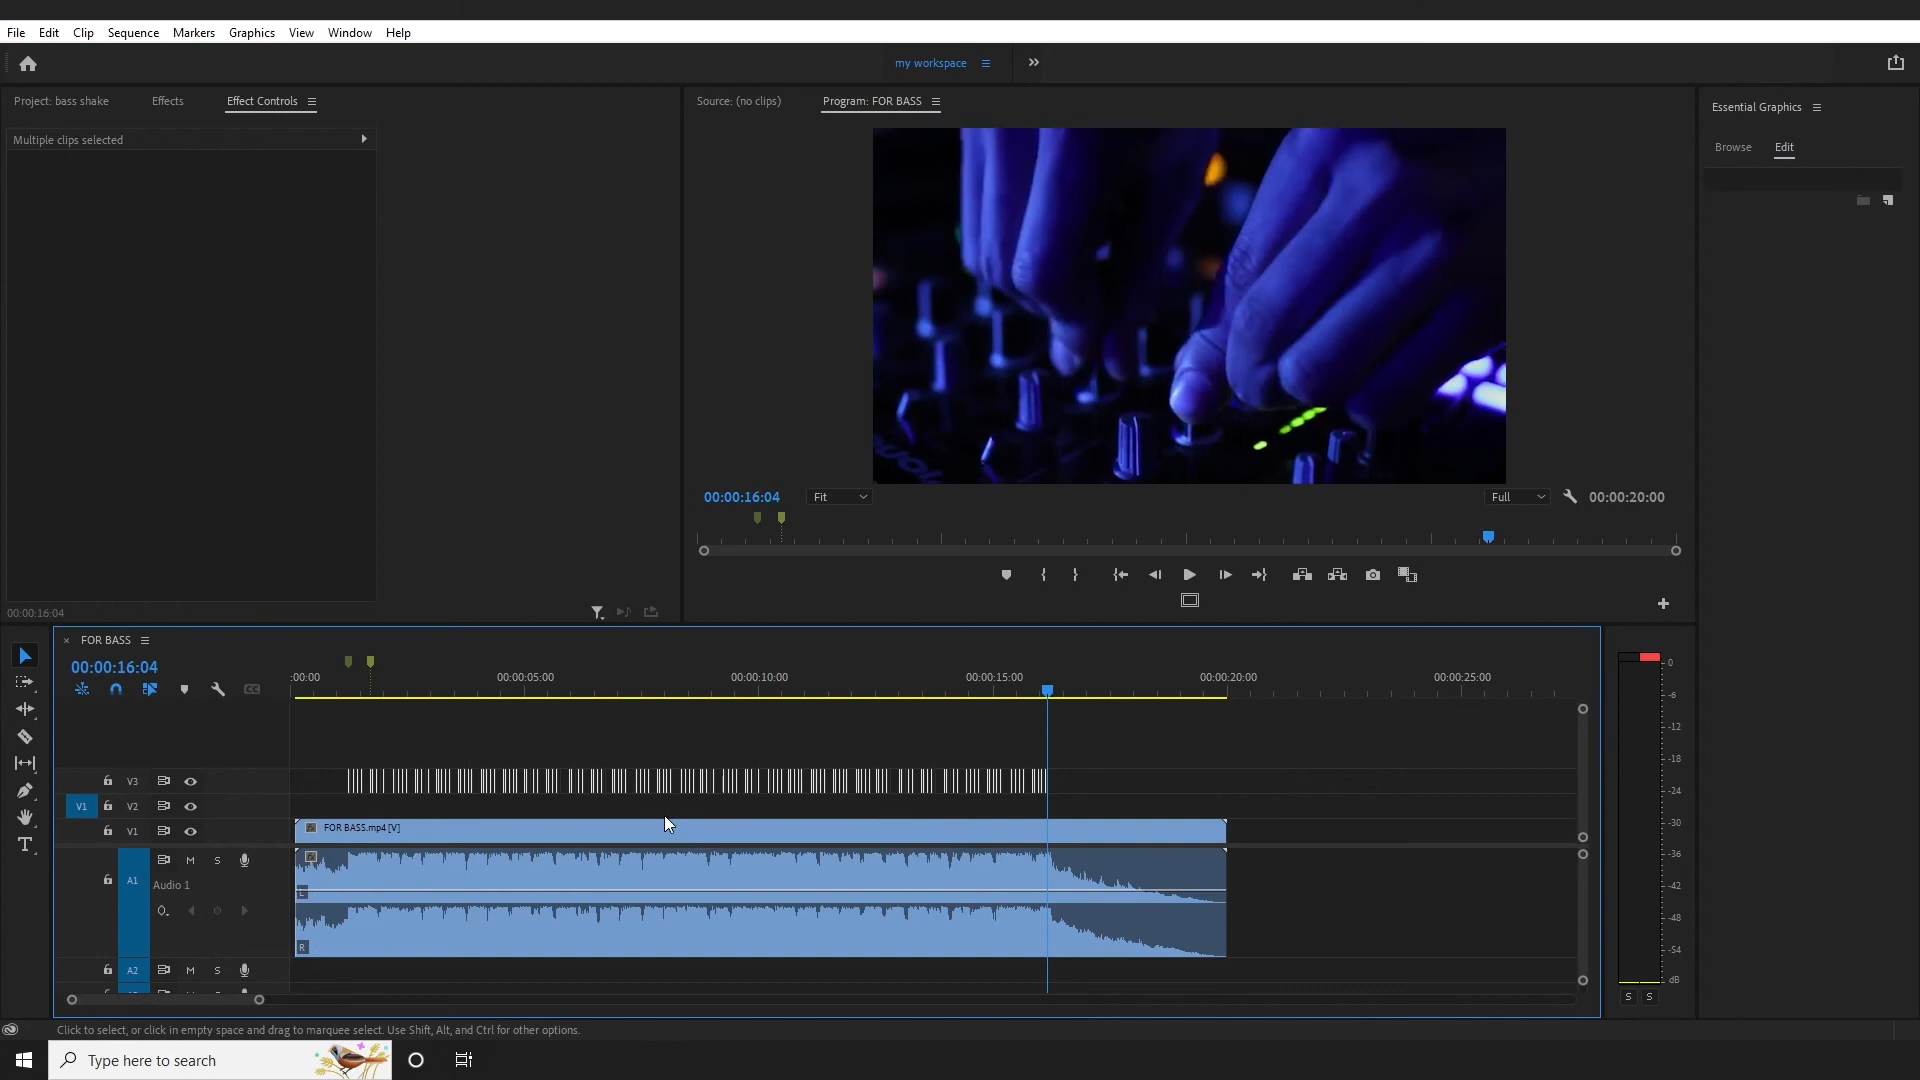 File Edit Clip Sequence Markers Graphics View Window Help
my workspace
Project: bass shake Effects Effect Controls
Source: (no clips) Program: FOR BASS
Essential Graphics
Browse Edit
Multiple clips selected
00:00:16:04 Fit Full 00:00:20:00
00:00:16:04
FOR BASS
00:00:16:04
:00:00 00:00:05:00 00:00:10:00 00:00:15:00 00:00:20:00 00:00:25:00
V3
V1 V2
V1
FOR BASS.mp4 [V]
A1 M S
Audio 1
L
R
A2 M S
0
-6
-12
-18
-24
-30
-36
-42
-48
-54
dB
S S
Click to select, or click in empty space and drag to marquee select. Use Shift, Alt, and Ctrl for other options.
Type here to search